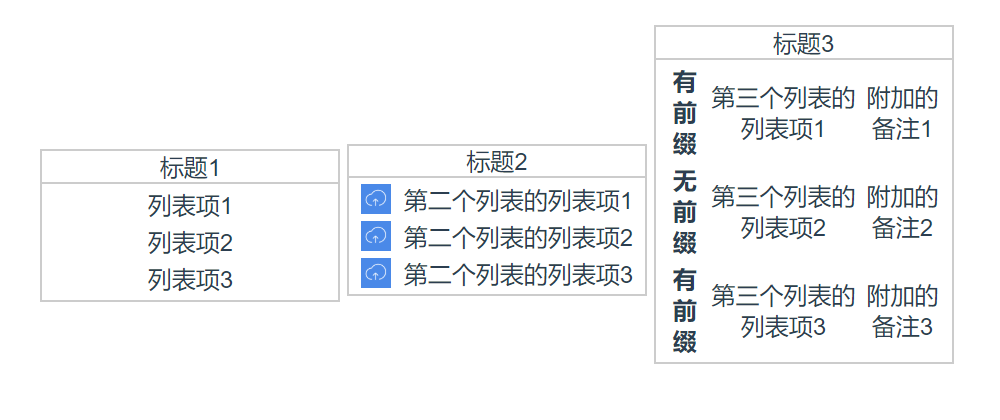 标题1
列表项1
列表项2
列表项3
标题2
第二个列表的列表项1
第二个列表的列表项2
第二个列表的列表项3
标题3
有
前
缀
第三个列表的
列表项1
附加的
备注1
无
前
缀
第三个列表的
列表项2
附加的
备注2
有
前
缀
第三个列表的
列表项3
附加的
备注3